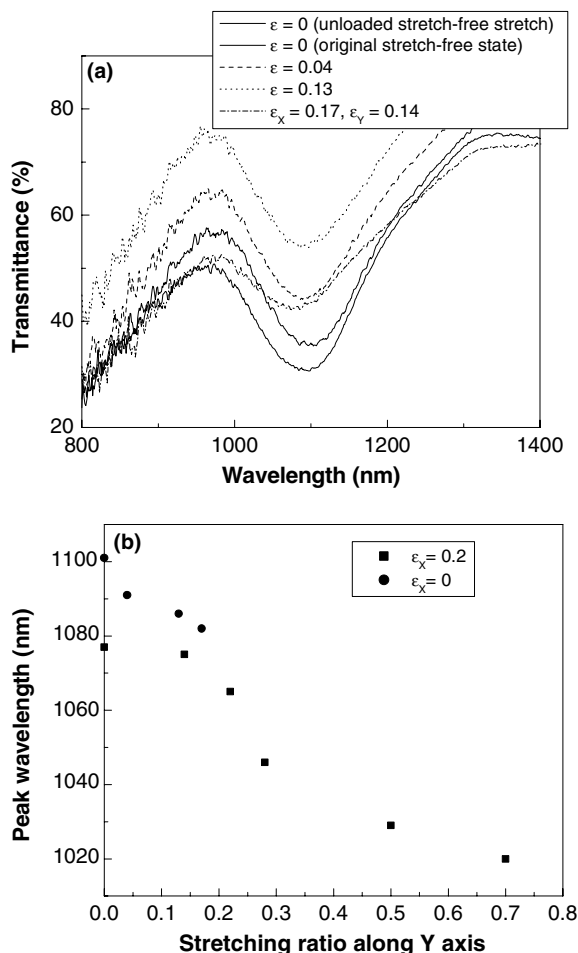 ε = 0 (unloaded stretch-free stretch)
ε = 0 (original stretch-free state)
ε = 0.04
ε = 0.13
εX = 0.17, εY = 0.14
(a)
80
60
40
20
Transmittance (%)
800 1000 1200 1400
Wavelength (nm)
(b)
εX= 0.2
εX= 0
1100
1080
1060
1040
1020
Peak wavelength (nm)
0.0 0.1 0.2 0.3 0.4 0.5 0.6 0.7 0.8
Stretching ratio along Y axis